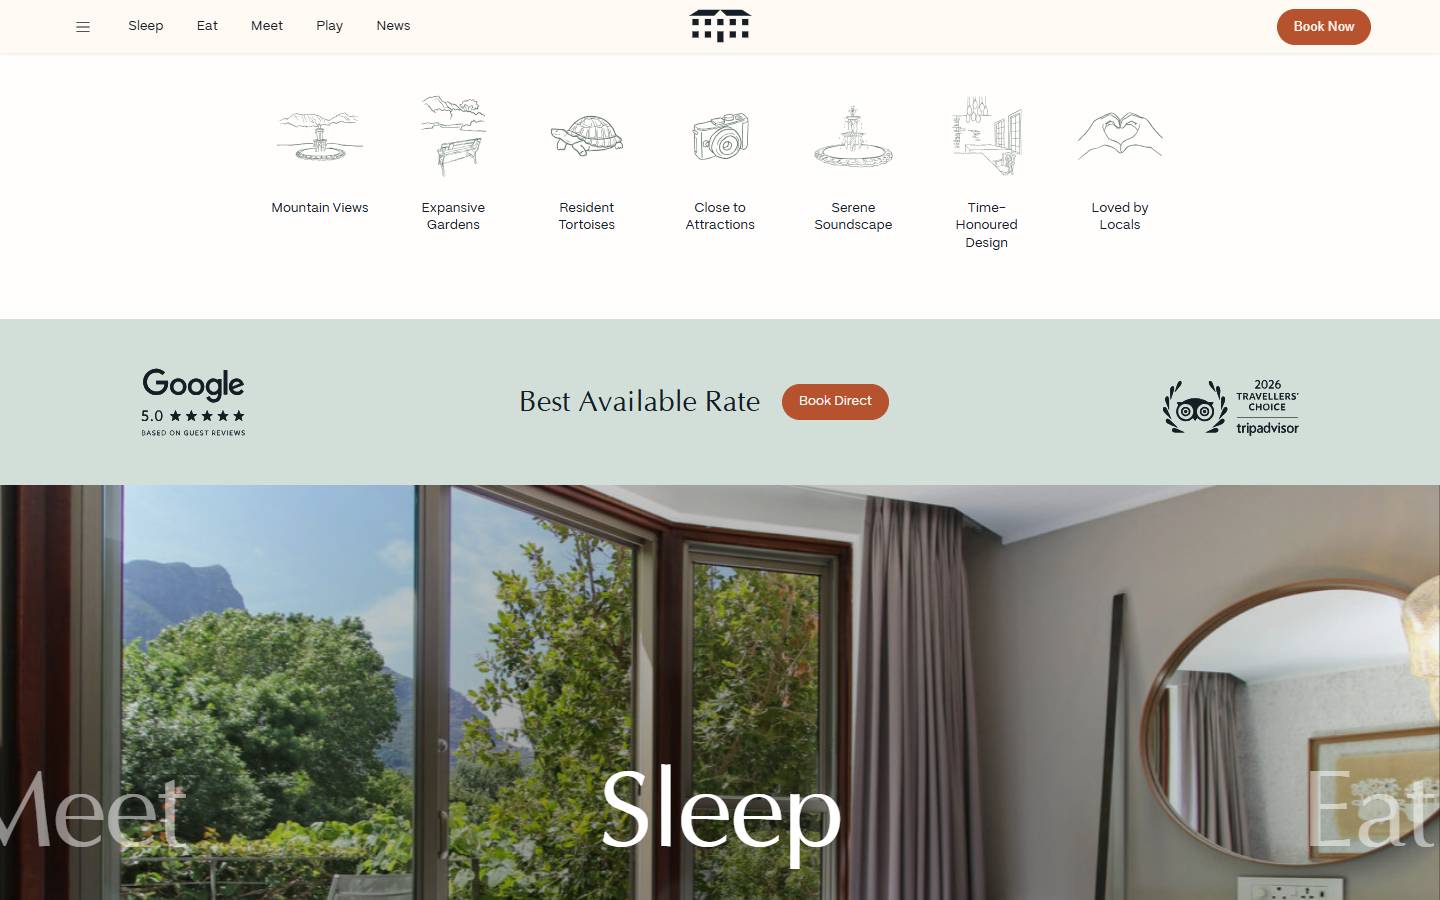 Sleep
Eat
Meet
Play
News
Book Now
Mountain Views
Expansive
Gardens
Resident
Tortoises
Close to
Attractions
Serene
Soundscape
Time-
Honoured
Design
Loved by
Locals
Google
5.0
BASED ON GUEST REVIEWS
Best Available Rate
Book Direct
2026
TRAVELLERS'
CHOICE
tripadvisor
Meet
Sleep
Eat